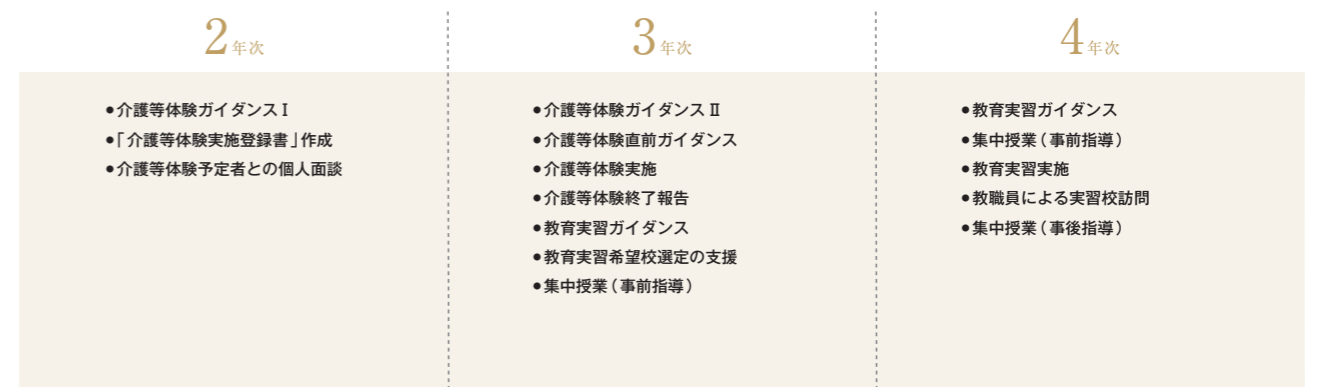 2年次
●介護等体験ガイダンスⅠ
●「介護等体験実施登録書」作成
●介護等体験予定者との個人面談
3年次
●介護等体験ガイダンスⅡ
●介護等体験直前ガイダンス
●介護等体験実施
●介護等体験終了報告
●教育実習ガイダンス
●教育実習希望校選定の支援
●集中授業（事前指導）
4年次
●教育実習ガイダンス
●集中授業（事前指導）
●教育実習実施
●教職員による実習校訪問
●集中授業（事後指導）